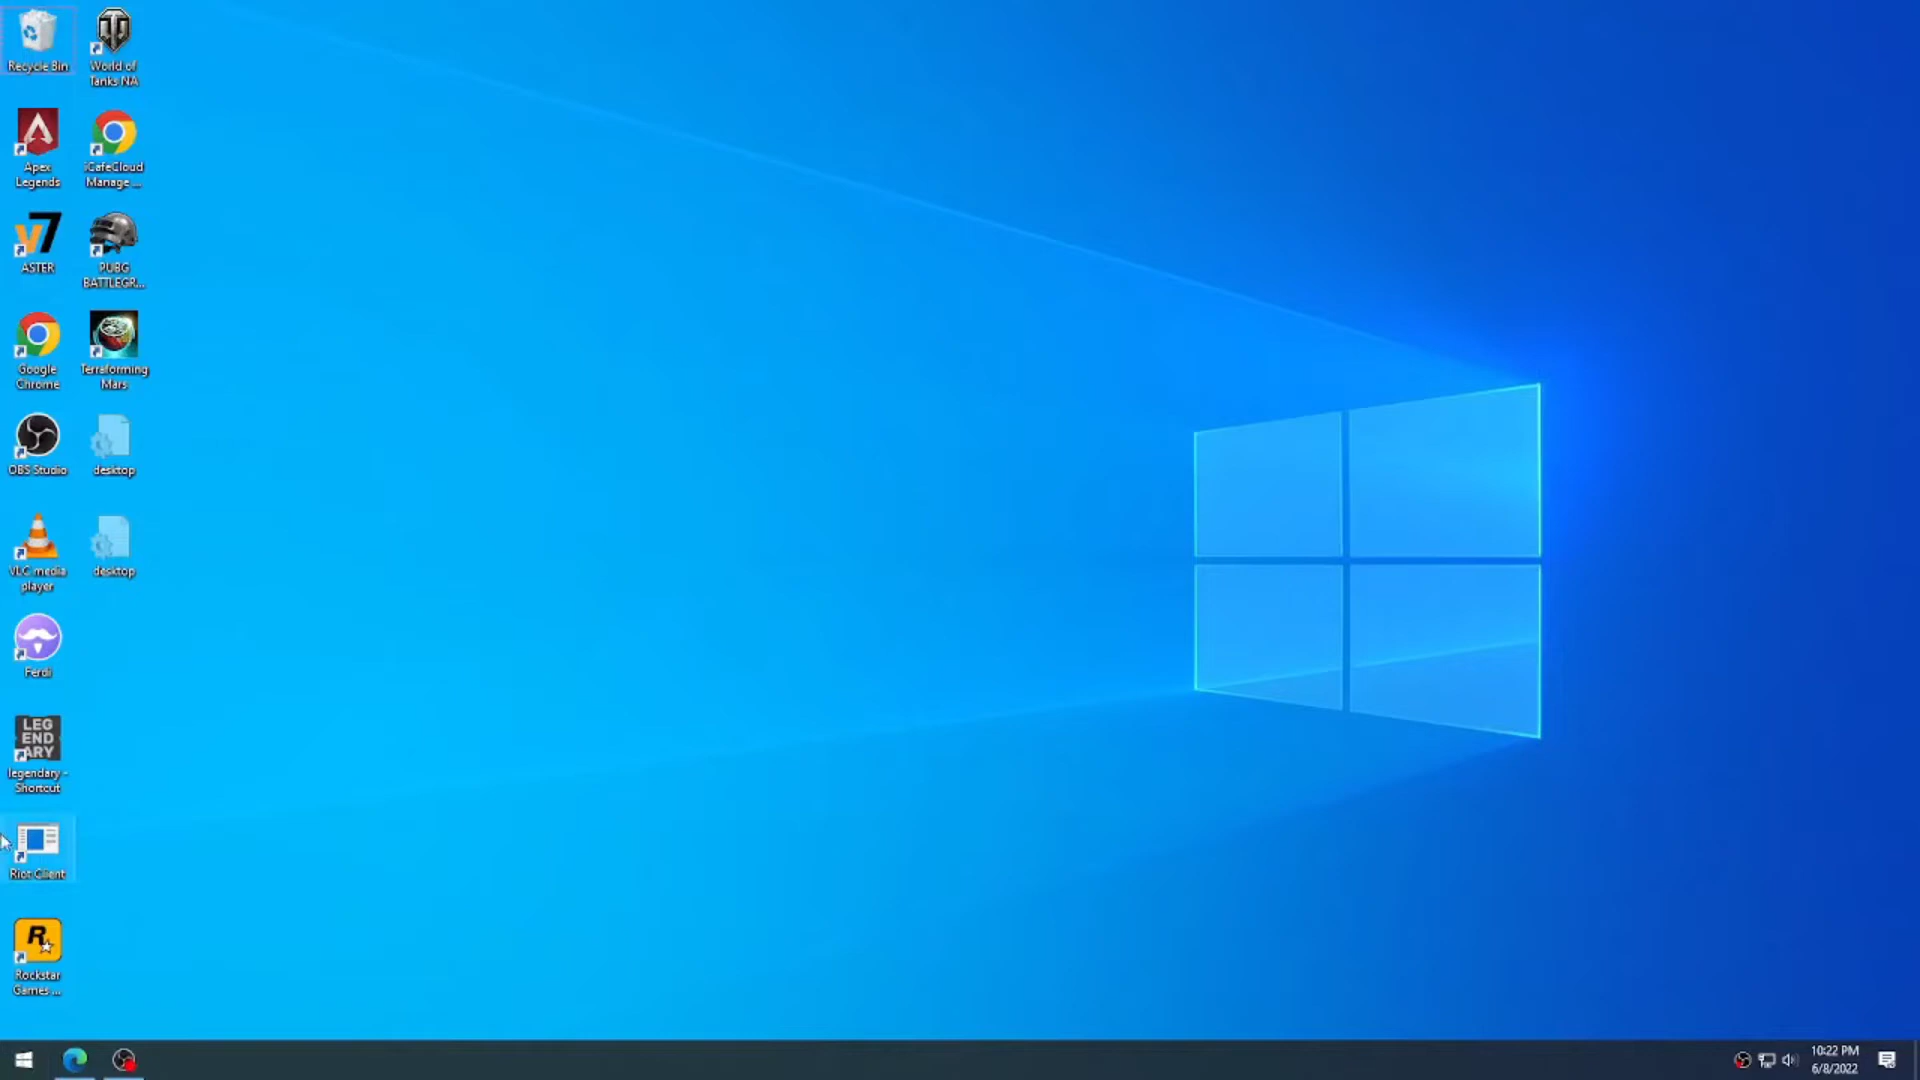 Recycle Bin
World of
Tanks NA
Apex
Legends
iCafeCloud
Manage ...
V7
ASTER
PUBG
BATTLEGR...
Google
Chrome
Terraforming
Mars
OBS Studio
desktop
VLC media
player
desktop
Ferdi
LEG
END
ARY
legendary -
Shortcut
Riot Client
R
Rockstar
Games ...
10:22 PM
6/8/2022